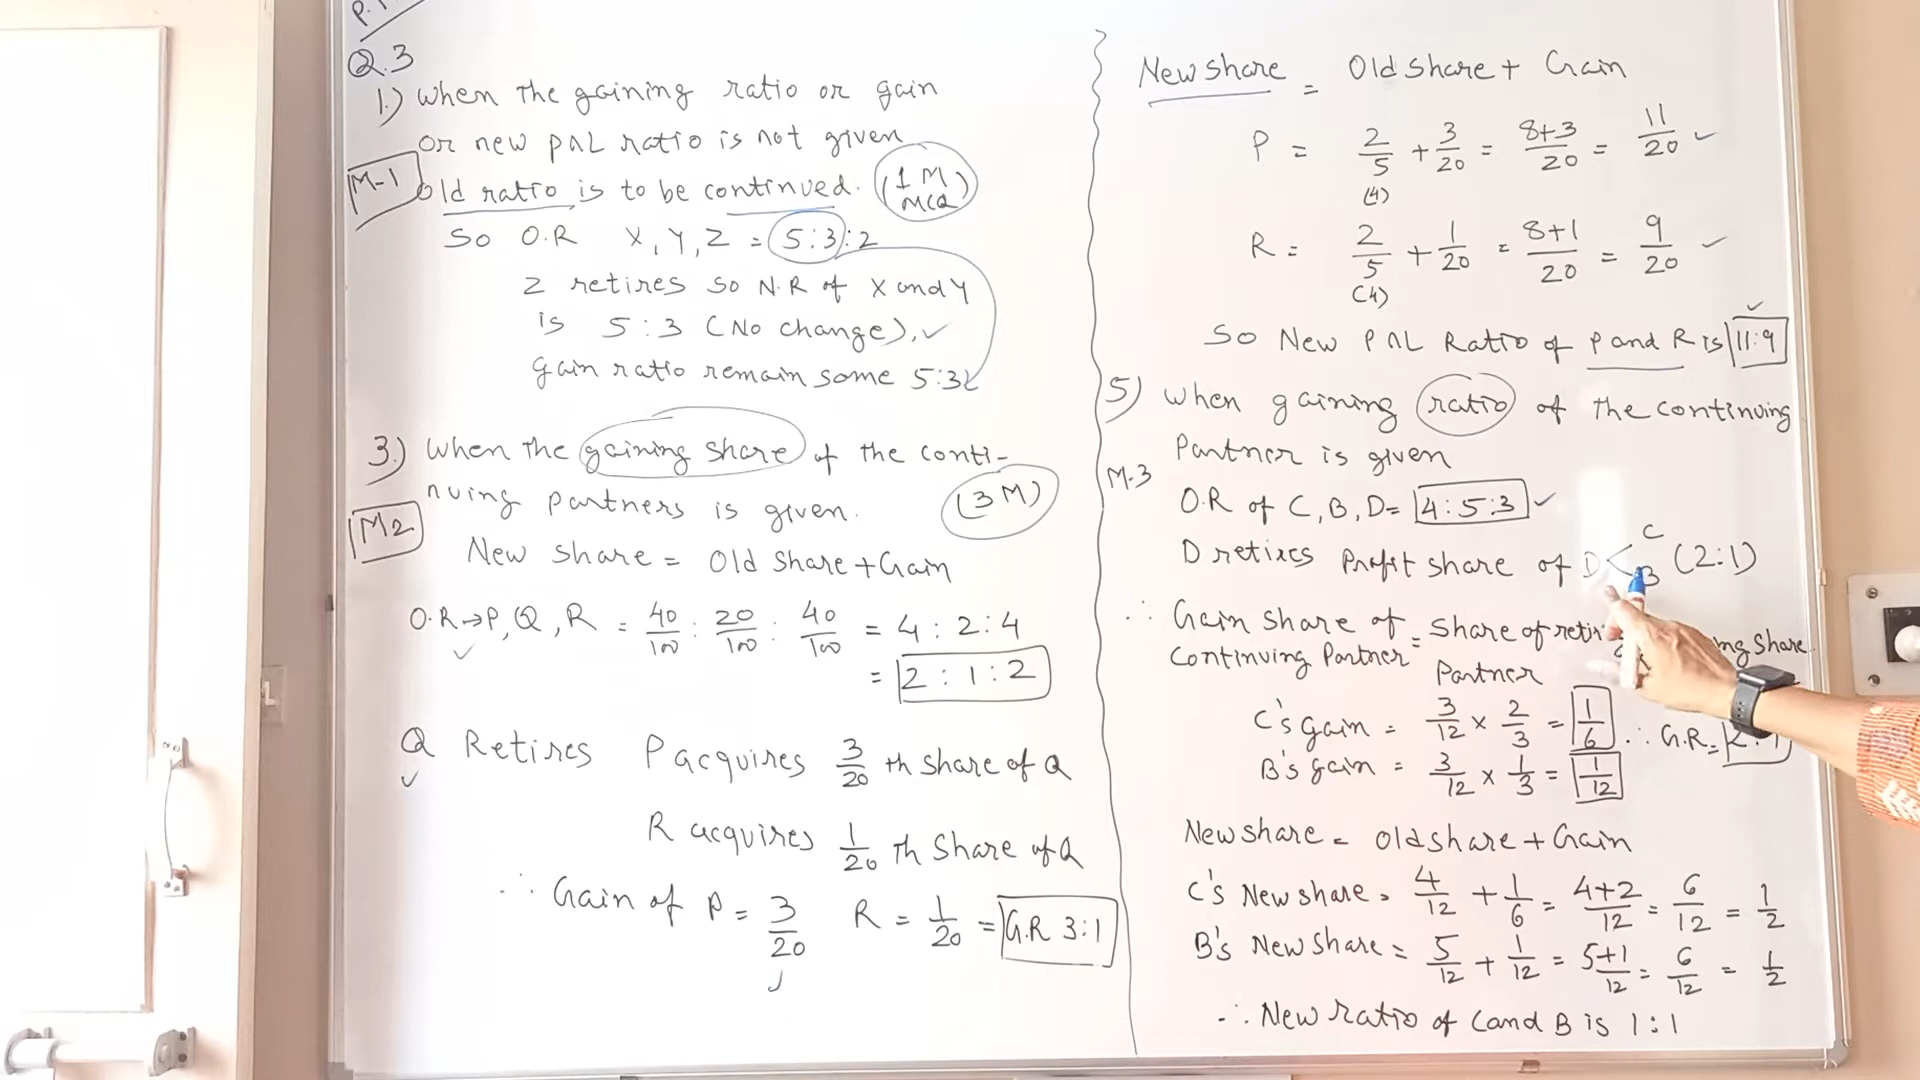 Q.3
1.) When the gaining ratio or gain
or new P&L ratio is not given
M-1
old ratio is to be continued. (1M MCQ)
So O.R X, Y, Z = 5:3:2
Z retires so N.R of X and Y
is 5:3 (No change),✓
gain ratio remain same 5:3
3.) When the gaining share of the conti-
nuing partners is given. (3M)
M2
New share = Old share + Gain
O.R→P, Q, R = 40/100 : 20/100 : 40/100 = 4 : 2 : 4
= 2 : 1 : 2
Q Retires P acquires 3/20 th share of Q
R acquires 1/20 th share of Q
∴ Gain of P = 3/20 R = 1/20 = G.R 3:1
New share = Old share + Gain
P = 2/5 + 3/20 = 8+3/20 = 11/20 ✓
(4)
R = 2/5 + 1/20 = 8+1/20 = 9/20 ✓
(4)
So New P&L Ratio of P and R is 11:9
5) When gaining ratio of the continuing
Partner is given
M-3
O.R of C, B, D = 4:5:3 ✓
D retires Profit share of D < C B (2:1)
∴ Gain share of Continuing Partner = Share of Partner share
C's gain = 3/12 × 2/3 = 1/6
∴ G.R =
B's gain = 3/12 × 1/3 = 1/12
New share = old share + Gain
C's New share = 4/12 + 1/6 = 4+2/12 = 6/12 = 1/2
B's New share = 5/12 + 1/12 = 5+1/12 = 6/12 = 1/2
∴ New ratio of C and B is 1:1